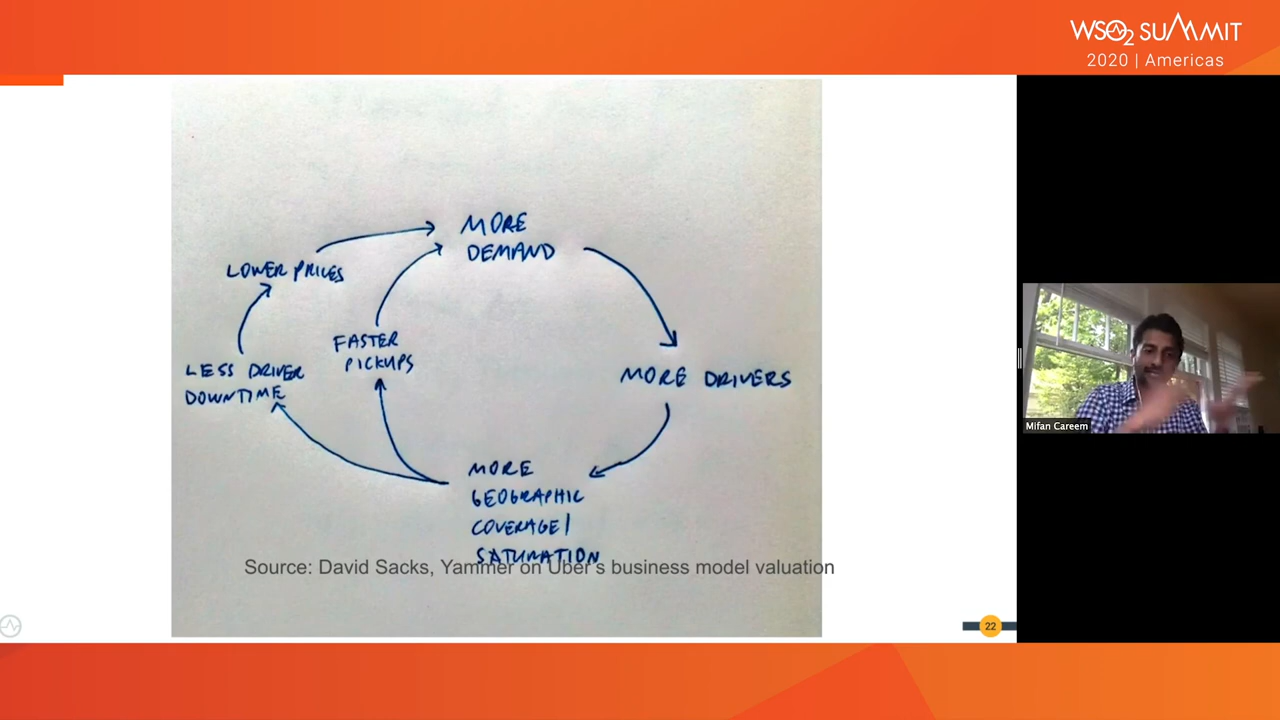 WSO2 SUMMIT
2020 | Americas
MORE
DEMAND
LOWER PRICES
FASTER
PICKUPS
LESS DRIVER
DOWNTIME
MORE DRIVERS
MORE
GEOGRAPHIC
COVERAGE/
SATURATION
Source: David Sacks, Yammer on Uber's business model valuation
Mifan Careem
22